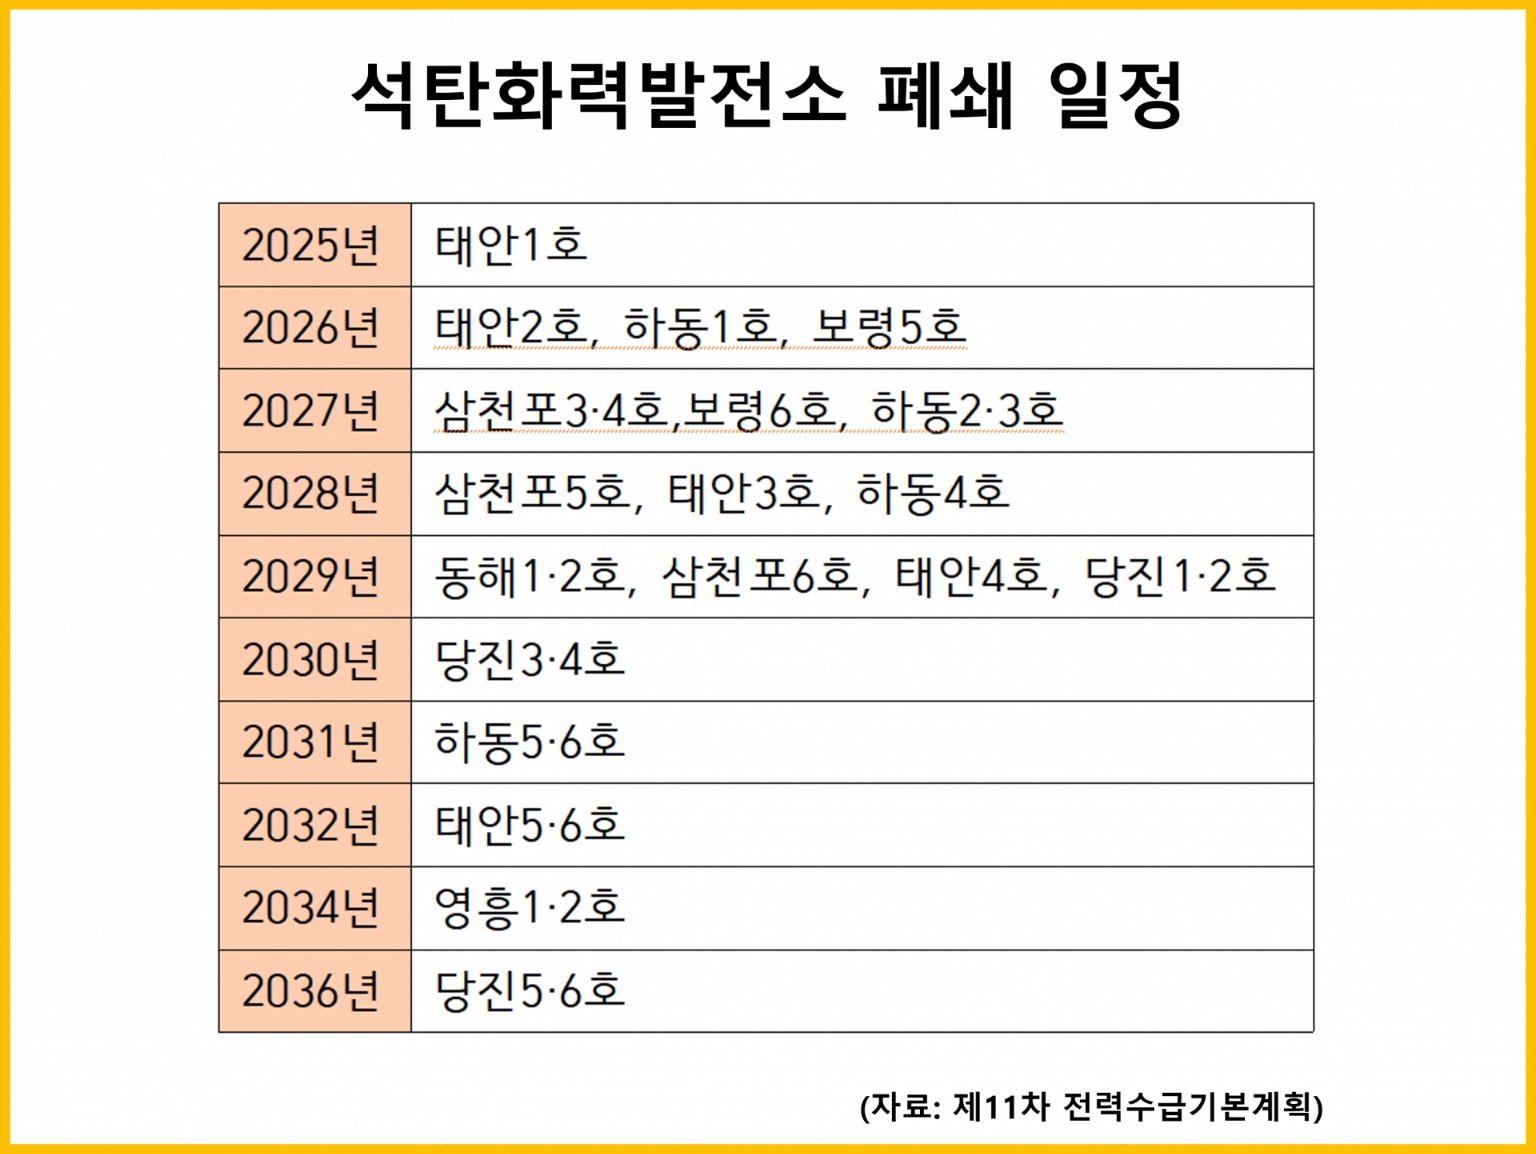 석탄화력발전소 폐쇄 일정
2025년 태안1호
2026년 태안2호, 하동1호, 보령5호
2027년 삼천포3·4호,보령6호, 하동2·3호
2028년 삼천포5호, 태안3호, 하동4호
2029년 동해1·2호, 삼천포6호, 태안4호, 당진1·2호
2030년 당진3·4호
2031년 하동5·6호
2032년 태안5·6호
2034년 영흥1·2호
2036년 당진5·6호
(자료: 제11차 전력수급기본계획)